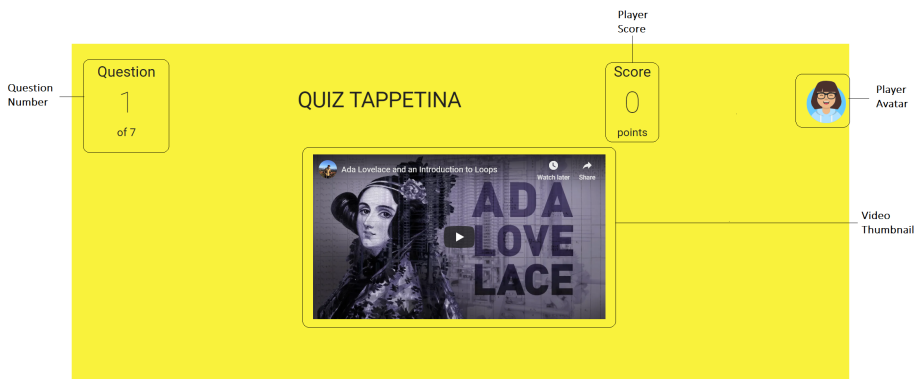 Player
Score
Question
Number
Question
1
of 7
QUIZ TAPPETINA
Score
0
points
Player
Avatar
Ada Lovelace and an Introduction to Loops
Watch later
Share
ADA
LOVE
LACE
Video
Thumbnail